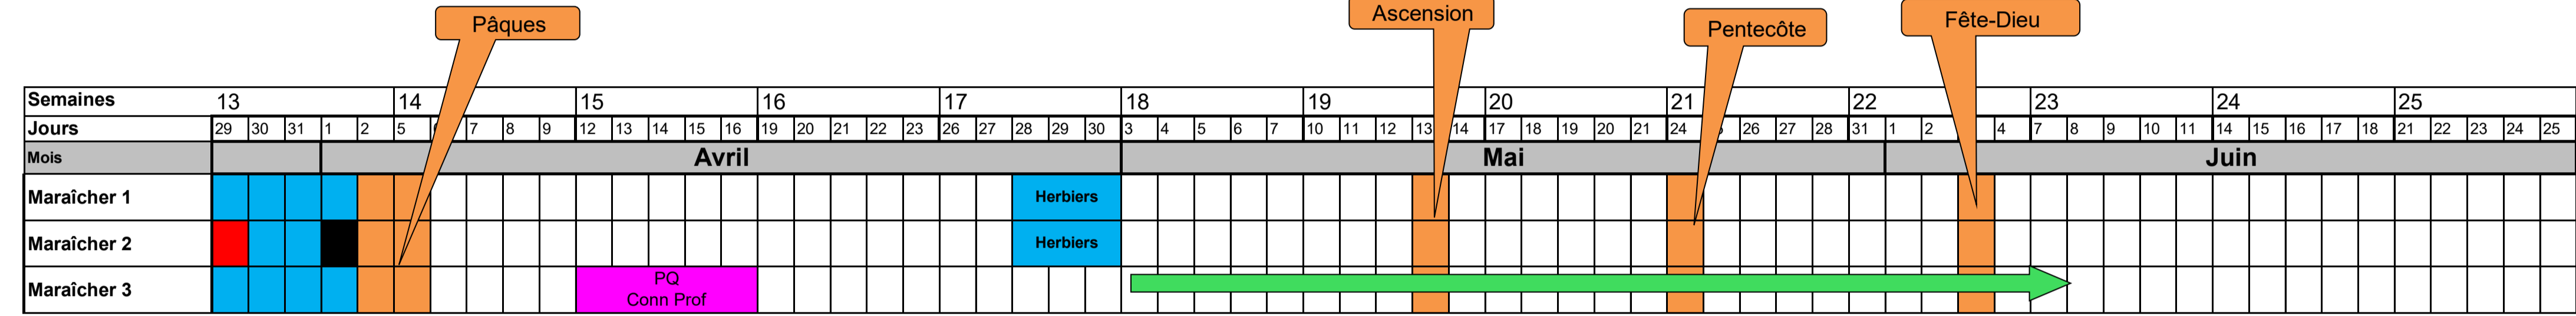 Pâques Ascension Pentecôte Fête-Dieu
Semaines 13 14 15 16 17 18 19 20 21 22 23 24 25
Jours 29 30 31 1 2 5 7 8 9 12 13 14 15 16 19 20 21 22 23 26 27 28 29 30 3 4 5 6 7 10 11 12 13 14 17 18 19 20 21 24 26 27 28 31 1 2 4 7 8 9 10 11 14 15 16 17 18 21 22 23 24 25
Mois Avril Mai Juin
Maraîcher 1 Herbiers
Maraîcher 2 Herbiers
Maraîcher 3 PQ
Conn Prof